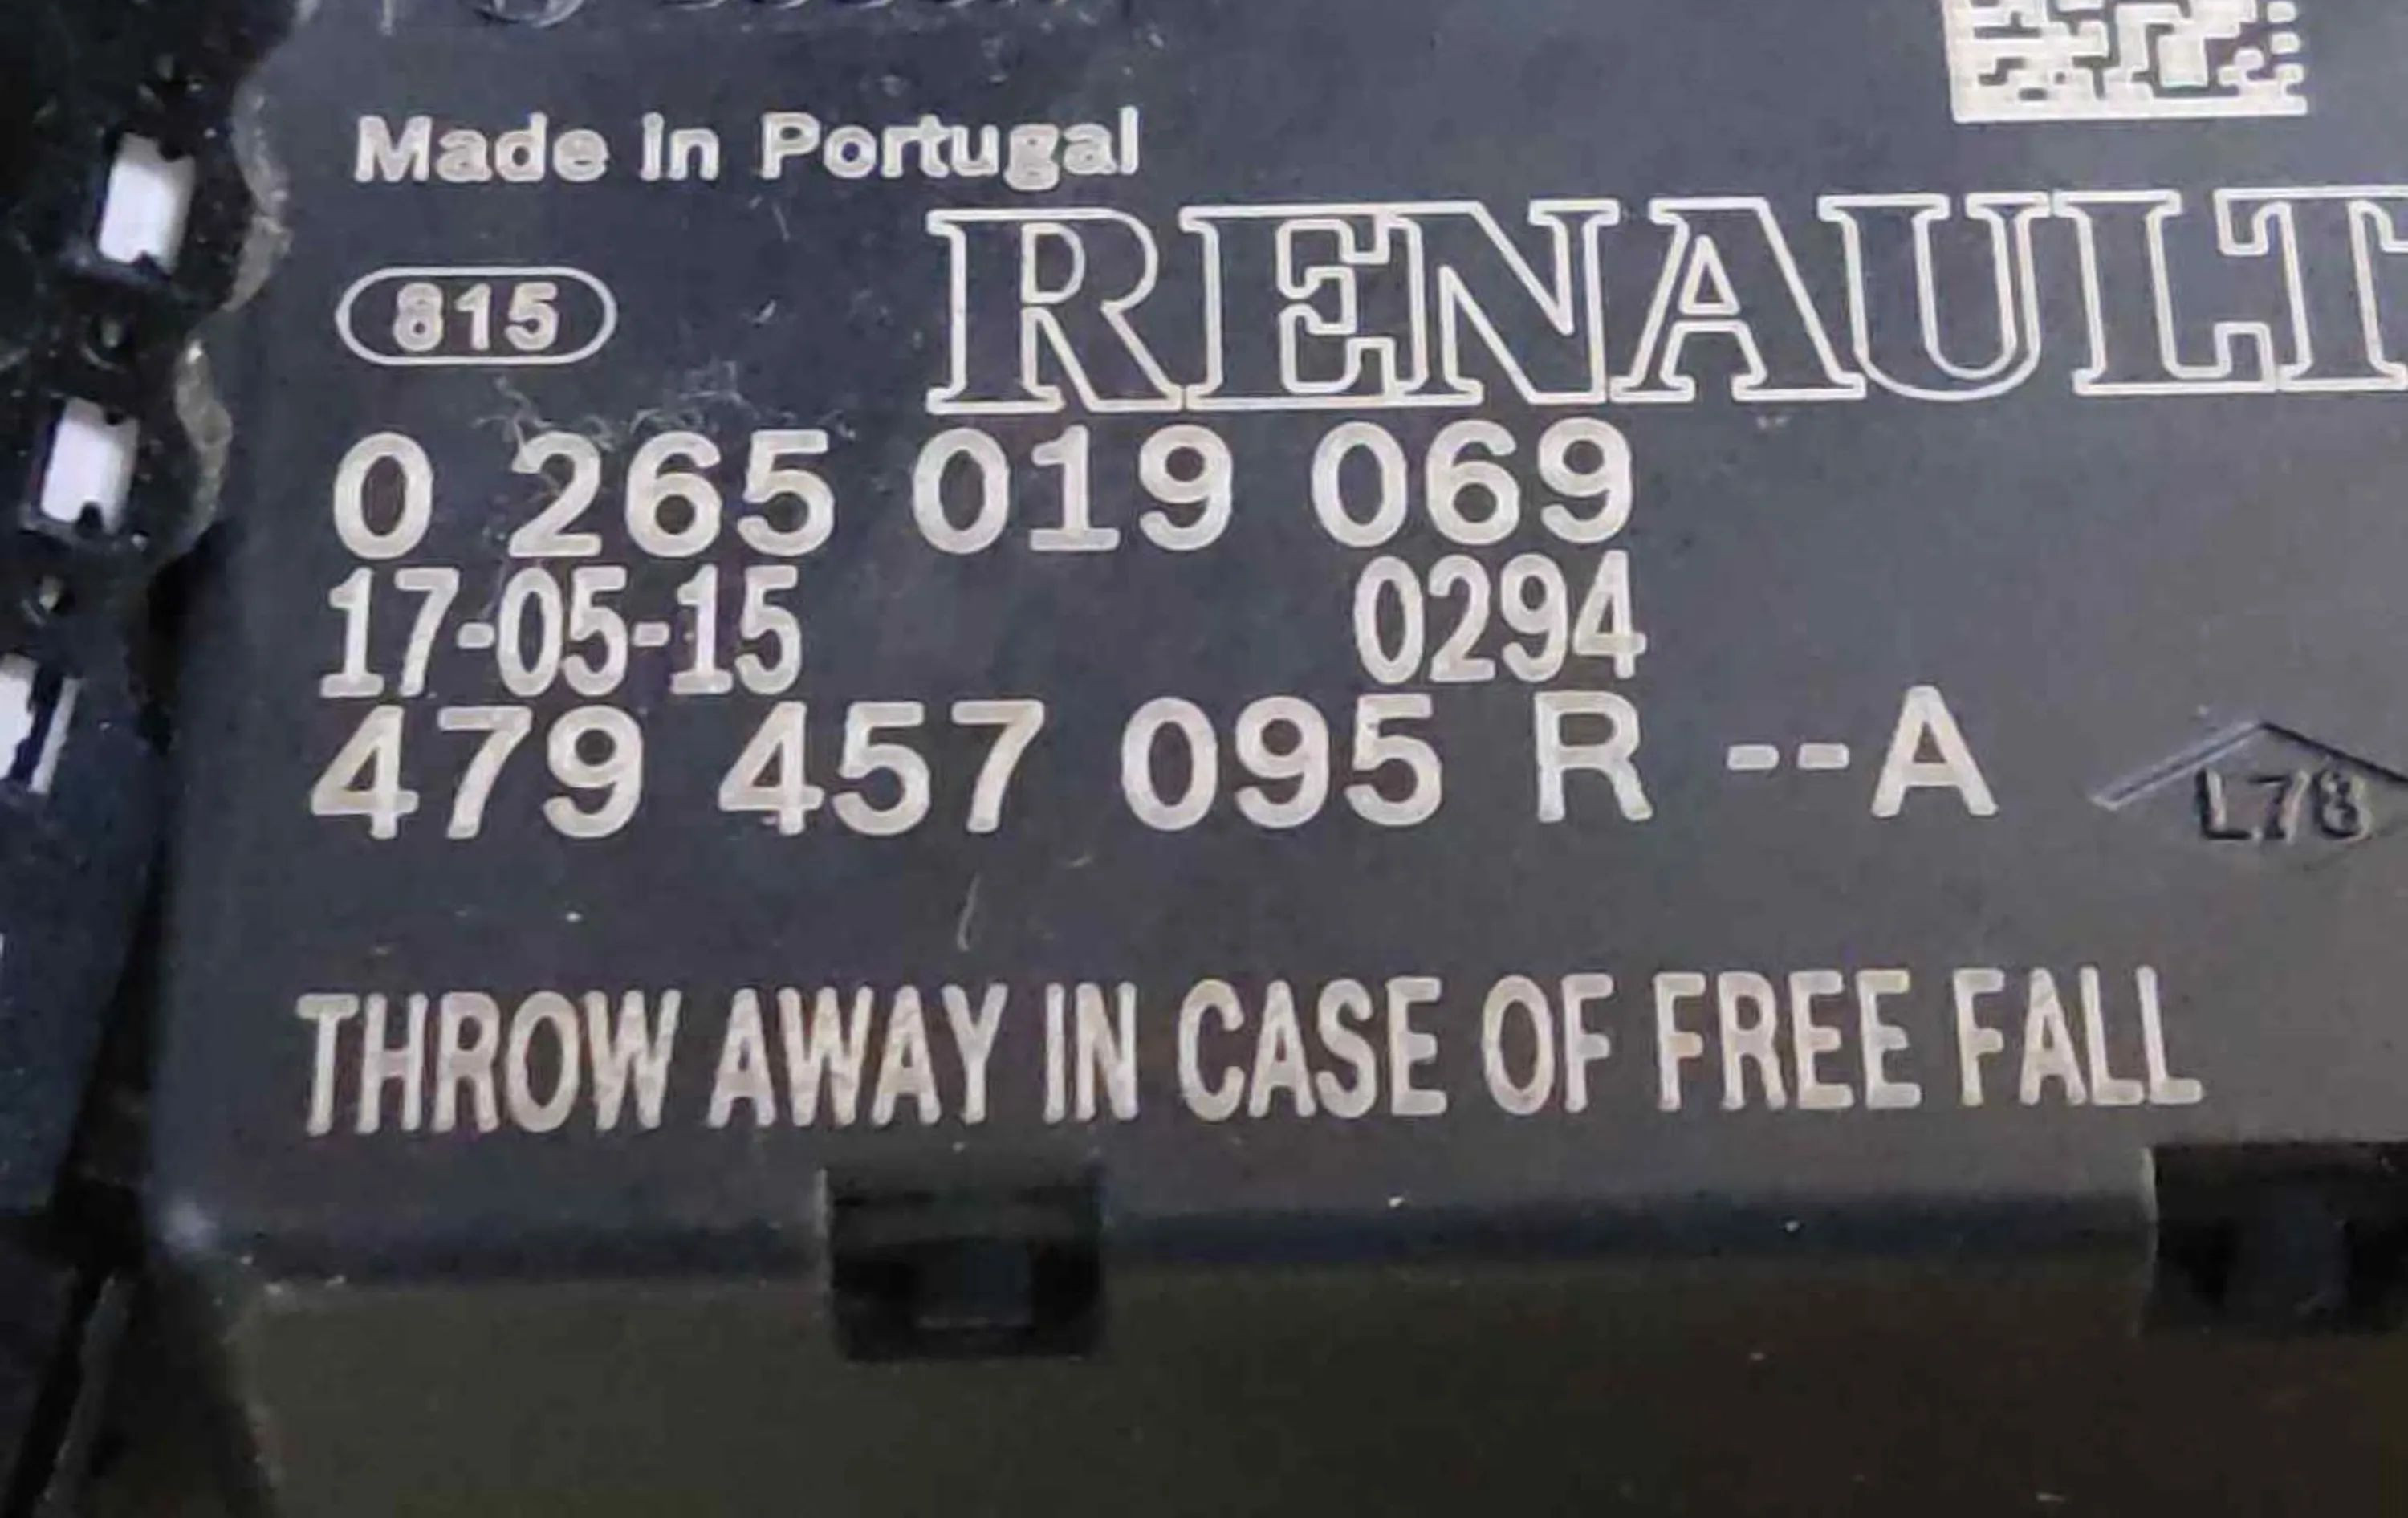 Made in Portugal
RENAULT
815
0 265 019 069
17-05-15 0294
479 457 095 R --A
L78
THROW AWAY IN CASE OF FREE FALL